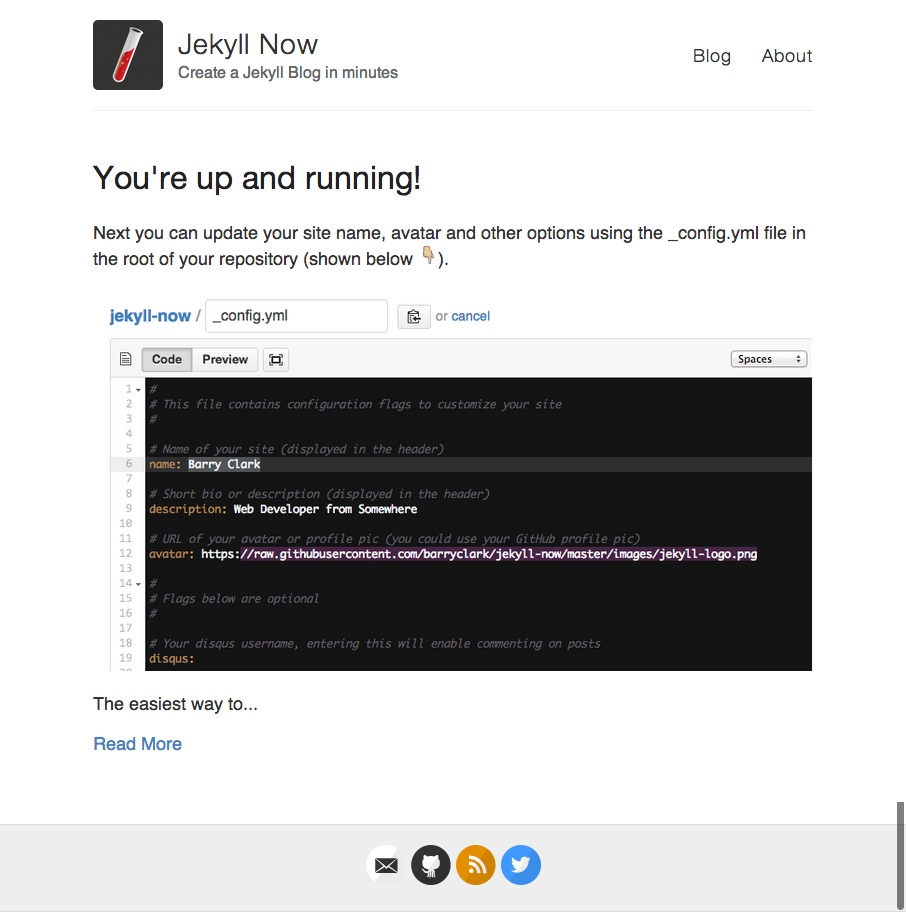 Jekyll Now
Create a Jekyll Blog in minutes
Blog About
You're up and running!
Next you can update your site name, avatar and other options using the _config.yml file in
the root of your repository (shown below 👇🏼).
jekyll-now / _config.yml or cancel
Code Preview Spaces
1 #
2 # This file contains configuration flags to customize your site
3 #
4
5 # Name of your site (displayed in the header)
6 name: Barry Clark
7
8 # Short bio or description (displayed in the header)
9 description: Web Developer from Somewhere
10
11 # URL of your avatar or profile pic (you could use your GitHub profile pic)
12 avatar: https://raw.githubusercontent.com/barryclark/jekyll-now/master/images/jekyll-logo.png
13
14 #
15 # Flags below are optional
16 #
17
18 # Your disqus username, entering this will enable commenting on posts
19 disqus:
The easiest way to...
Read More